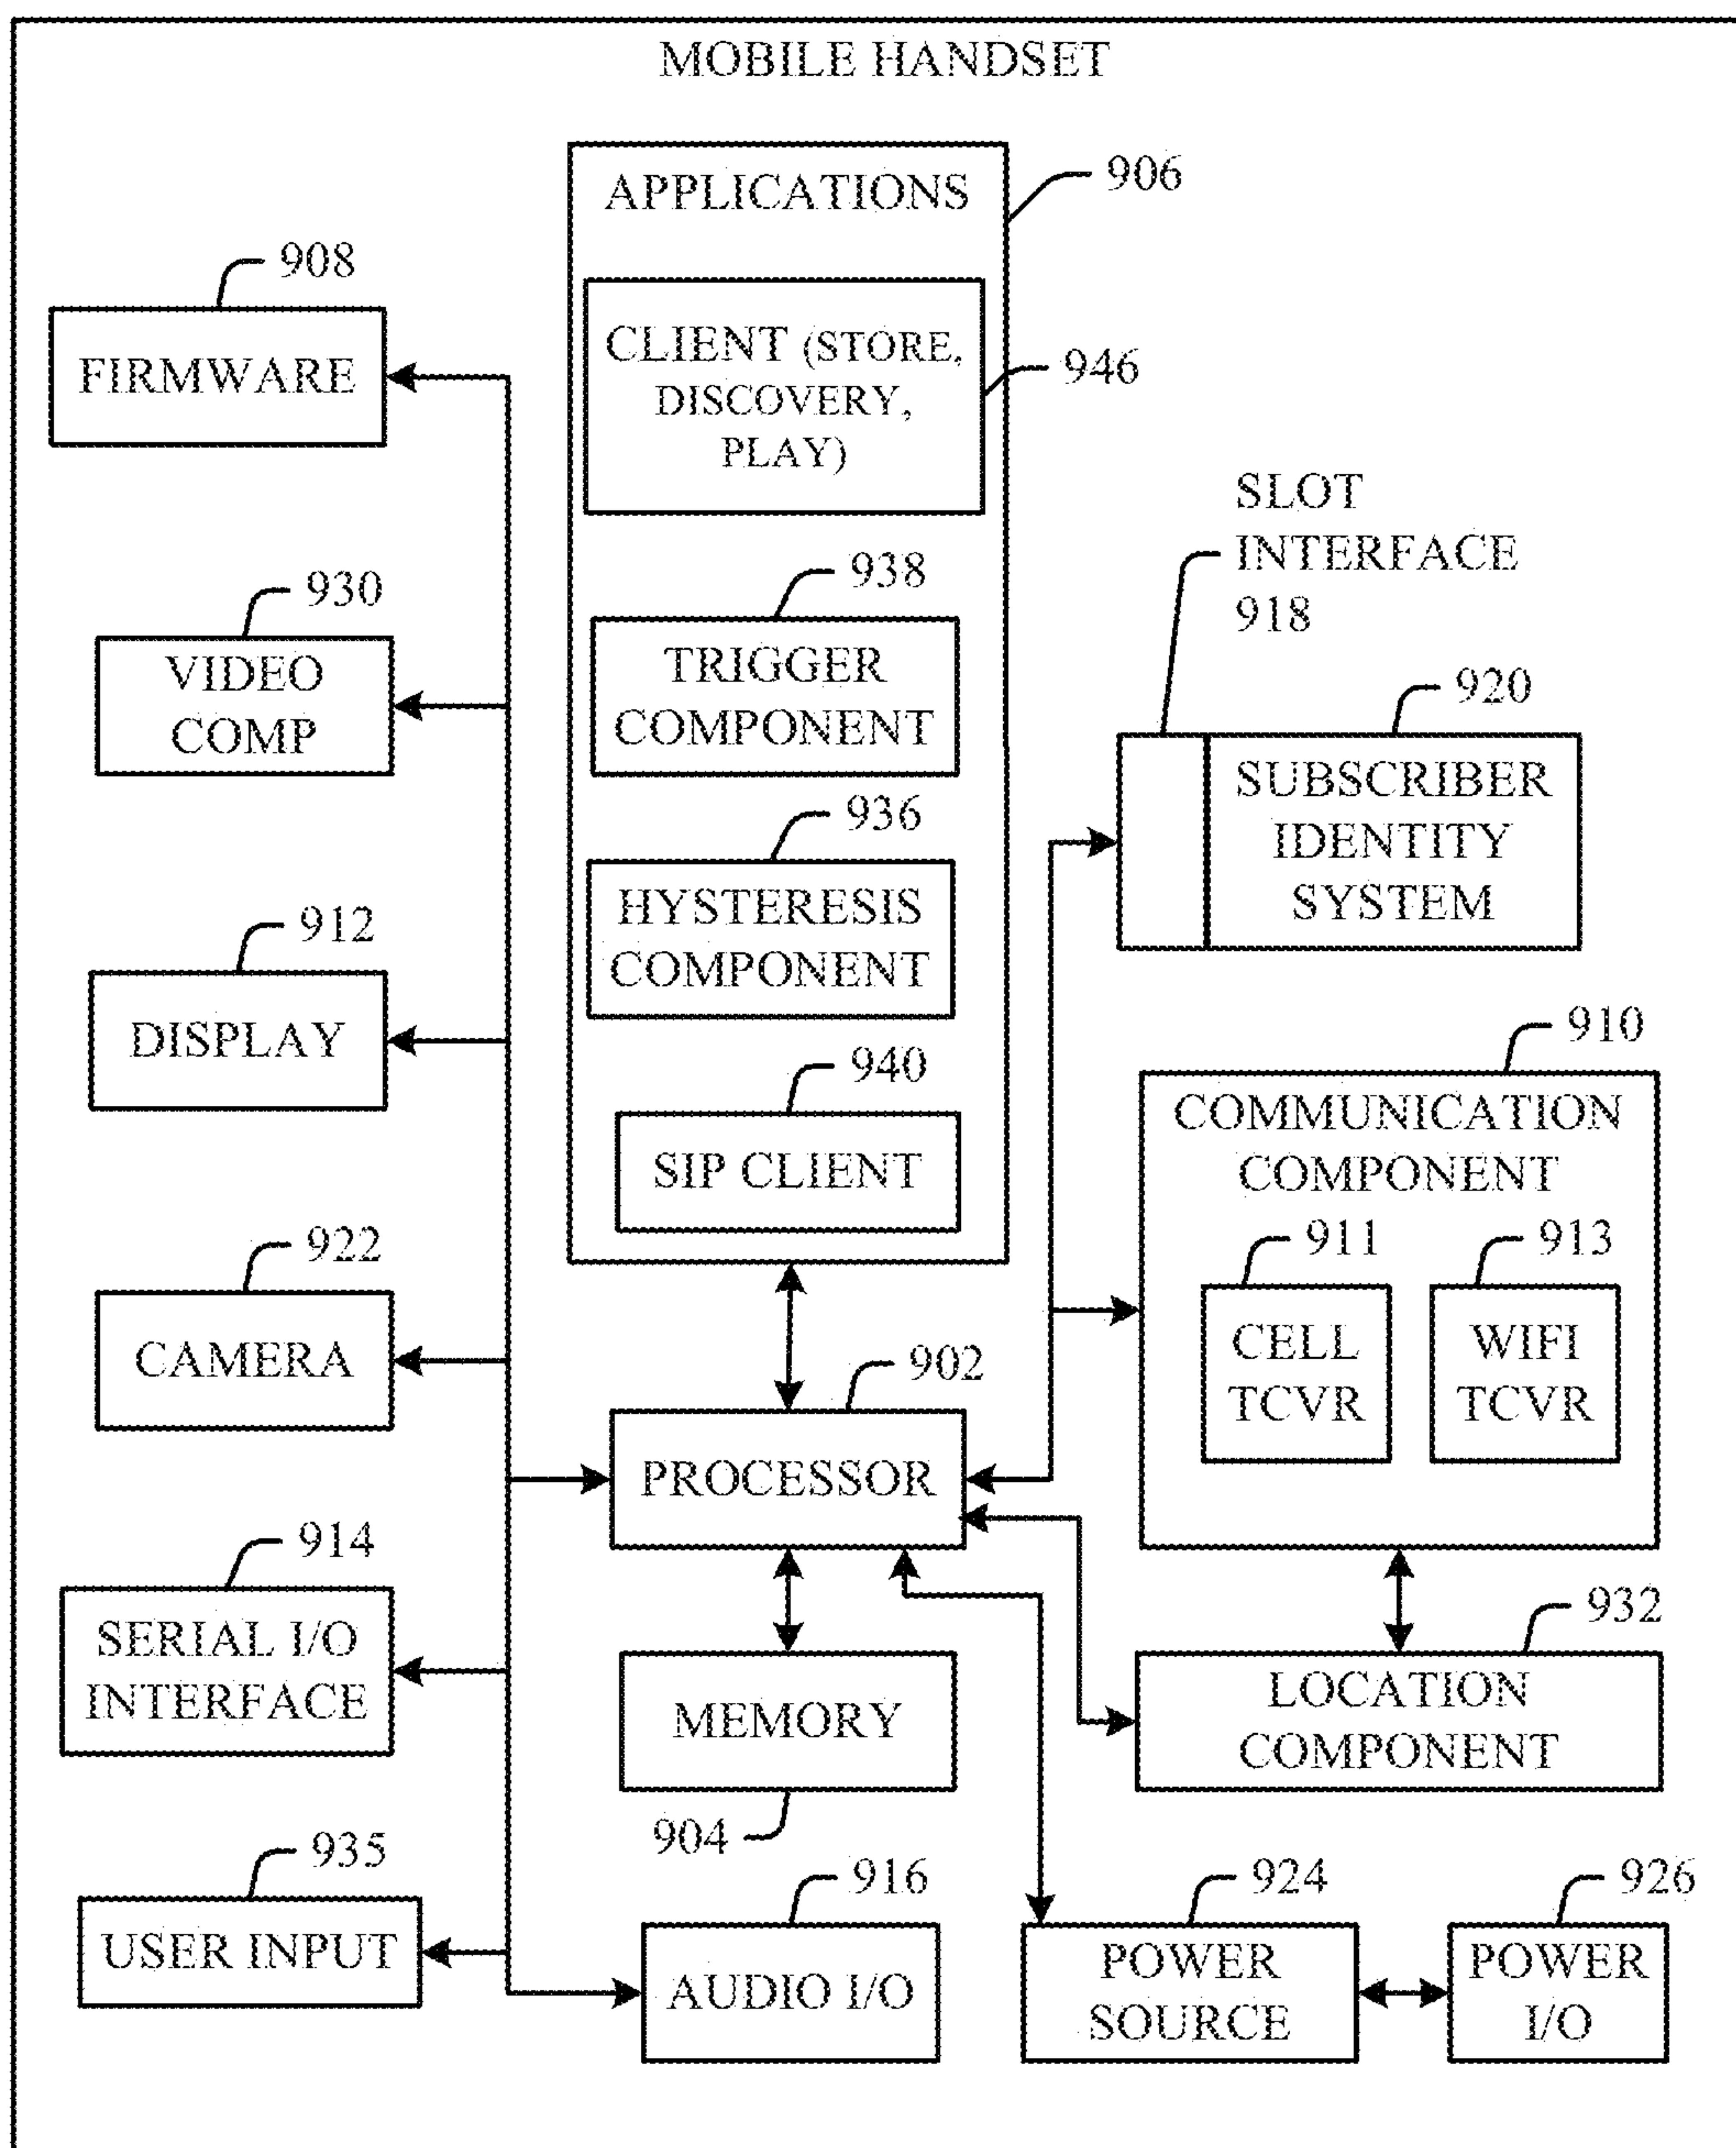 MOBILE HANDSET
APPLICATIONS
906
CLIENT (STORE,
DISCOVERY,
PLAY)
946
938
TRIGGER
COMPONENT
936
HYSTERESIS
COMPONENT
940
SIP CLIENT
908
FIRMWARE
930
VIDEO
COMP
912
DISPLAY
922
CAMERA
914
SERIAL I/O
INTERFACE
935
USER INPUT
902
PROCESSOR
MEMORY
904
916
AUDIO I/O
SLOT
INTERFACE
918
920
SUBSCRIBER
IDENTITY
SYSTEM
910
COMMUNICATION
COMPONENT
911
CELL
TCVR
913
WIFI
TCVR
932
LOCATION
COMPONENT
924
POWER
SOURCE
926
POWER
I/O